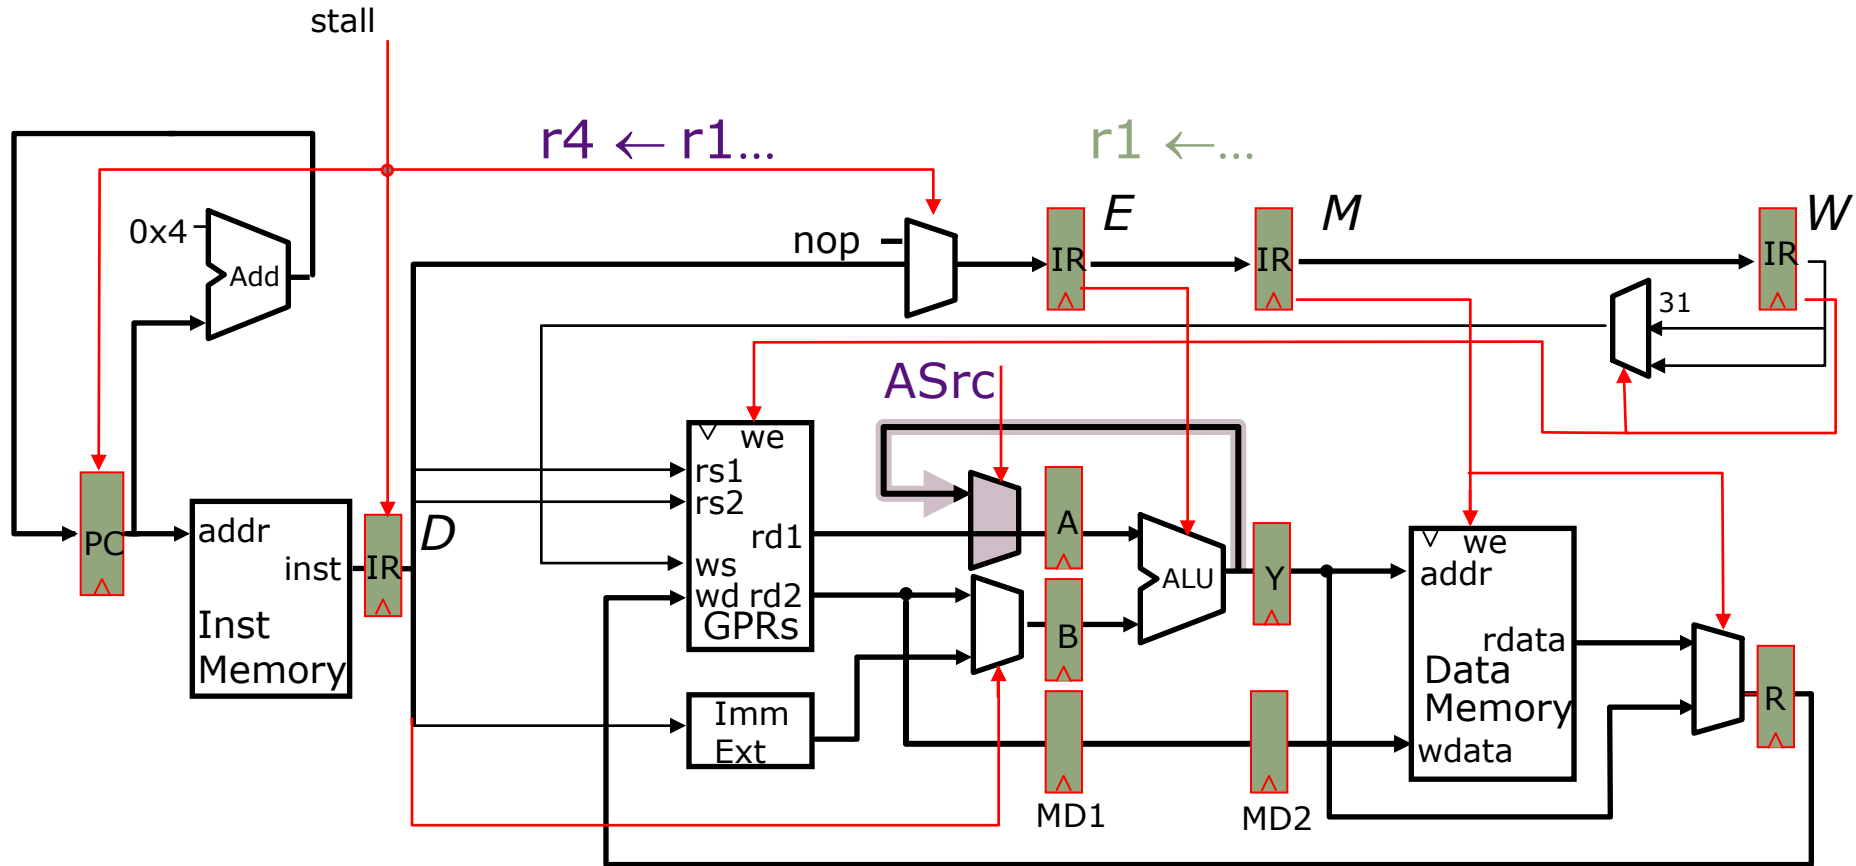 stall
r4 ← r1...
r1 ←...
E
M
W
0x4
Add
nop
IR
IR
IR
31
ASrc
we
rs1
rs2
rd1
ws
wd rd2
GPRs
PC
addr
inst
Inst
Memory
IR
D
A
B
ALU
Y
we
addr
rdata
Data
Memory
wdata
R
Imm
Ext
MD1
MD2